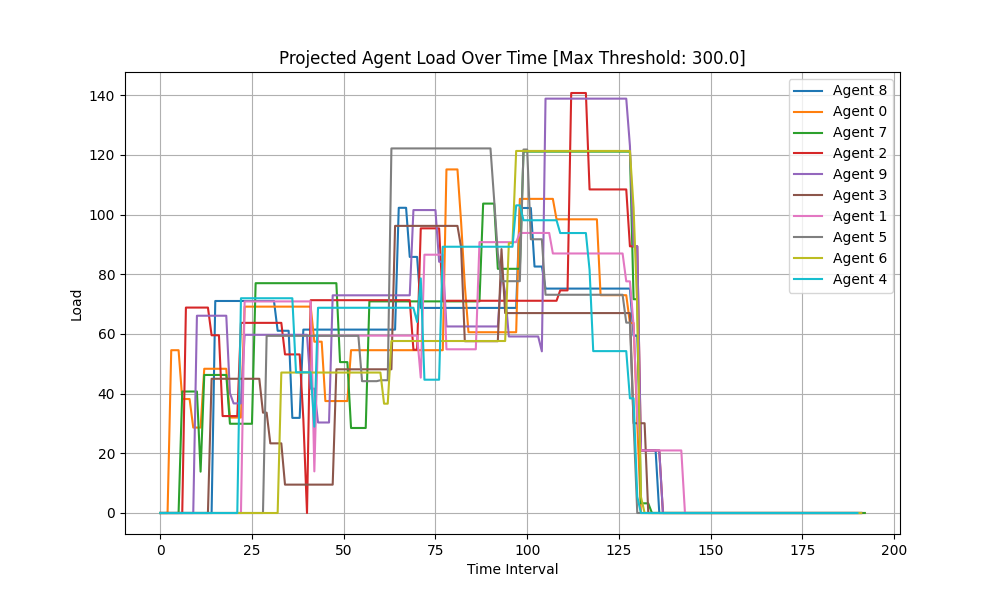 Projected Agent Load Over Time [Max Threshold: 300.0]
Load
140
120
100
80
60
40
20
0
Agent 8
Agent 0
Agent 7
Agent 2
Agent 9
Agent 3
Agent 1
Agent 5
Agent 6
Agent 4
0 25 50 75 100 125 150 175 200
Time Interval